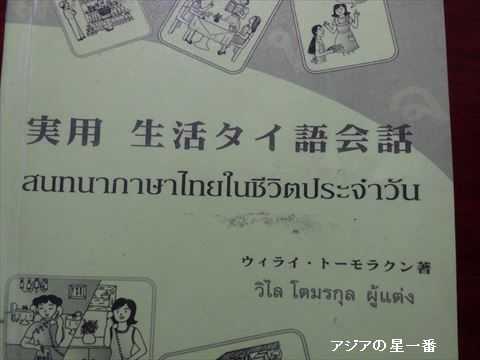 実用 生活タイ語会話
สนทนาภาษาไทยในชีวิตประจำวัน
ウィライ・トーモラクン著
วิไล โตมรกุล ผู้แต่ง
アジアの星一番